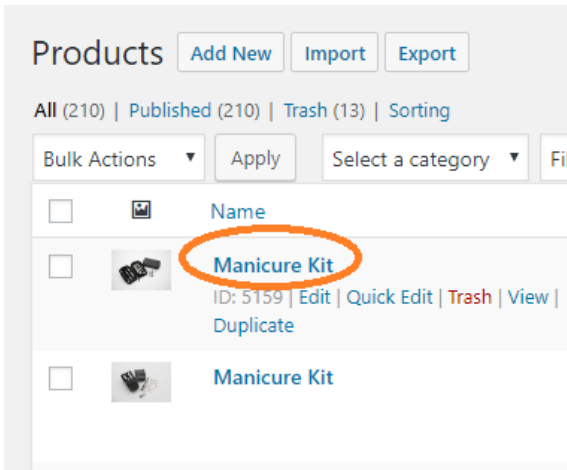 Products Add New Import Export
All (210) | Published (210) | Trash (13) | Sorting
Bulk Actions Apply Select a category
Name
Manicure Kit
ID: 5159 | Edit | Quick Edit | Trash | View |
Duplicate
Manicure Kit